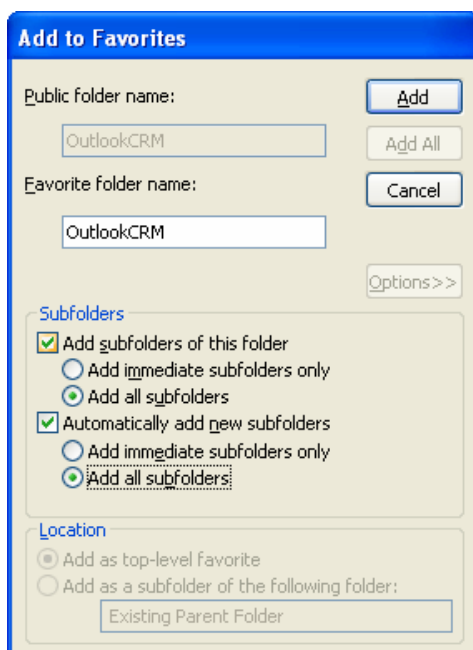 Add to Favorites
Public folder name:
Add
OutlookCRM
Add All
Favorite folder name:
Cancel
OutlookCRM
Options>>
Subfolders
Add subfolders of this folder
Add immediate subfolders only
Add all subfolders
Automatically add new subfolders
Add immediate subfolders only
Add all subfolders
Location
Add as top-level favorite
Add as a subfolder of the following folder:
Existing Parent Folder